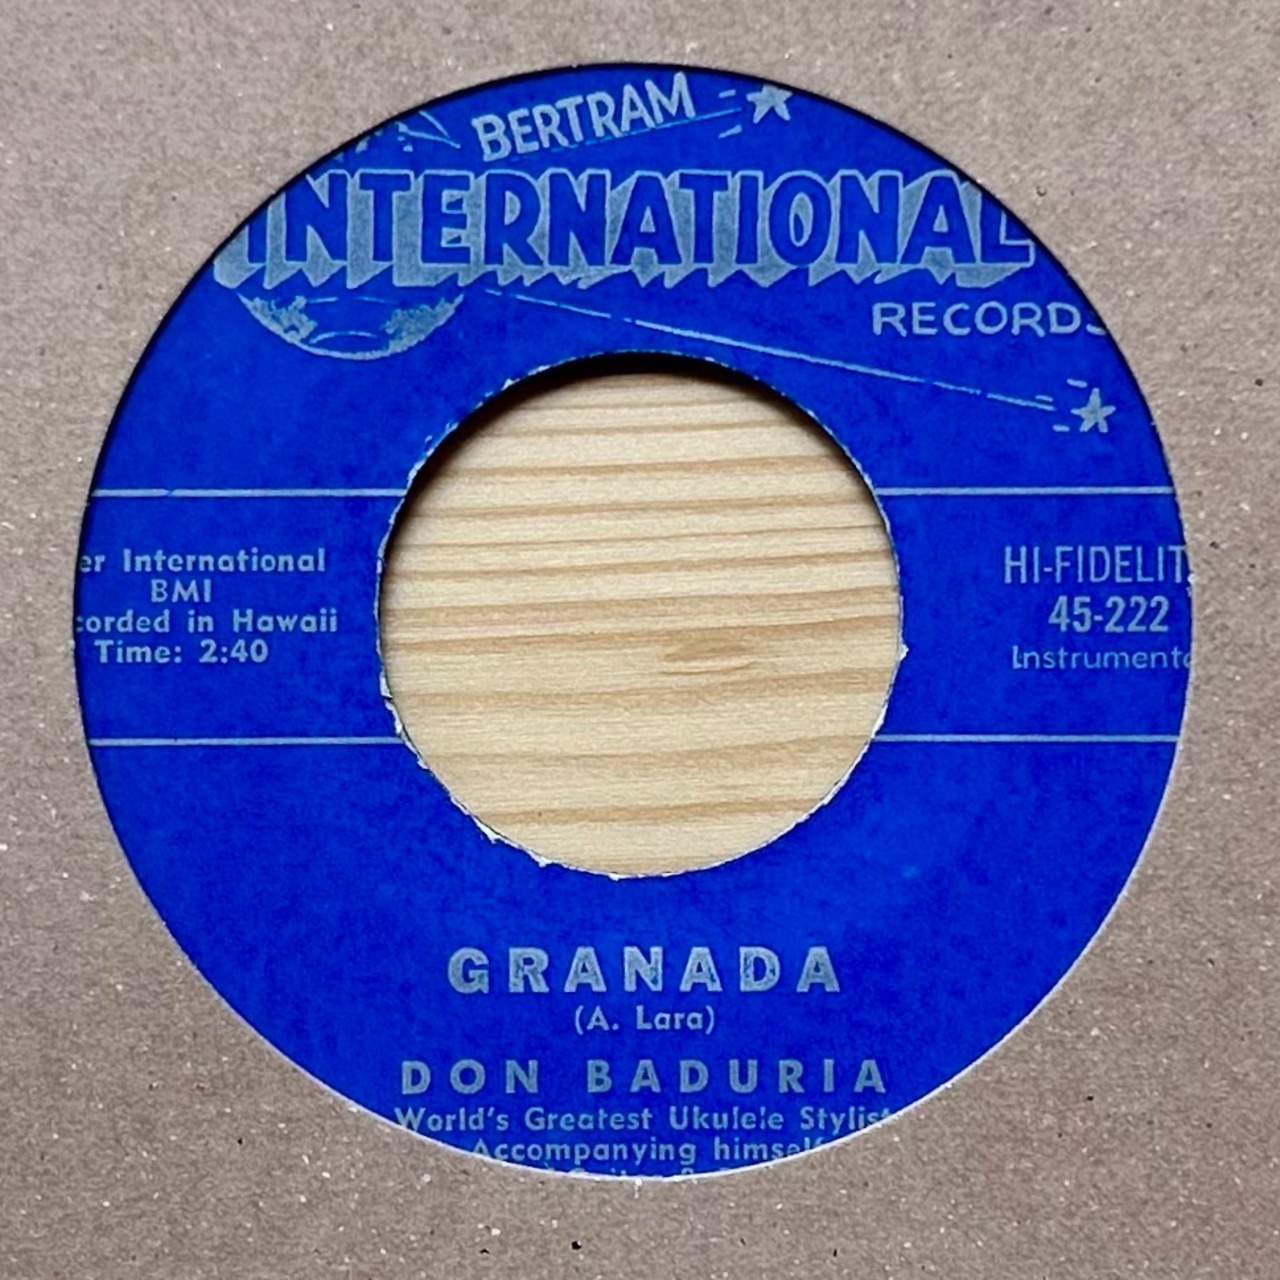 BERTRAM
INTERNATIONAL
RECORDS
er International
BMI
corded in Hawaii
Time: 2:40
HI-FIDELIT
45-222
Instrument
GRANADA
(A. Lara)
DON BADURIA
World's Greatest Ukulele Stylist
Accompanying himself